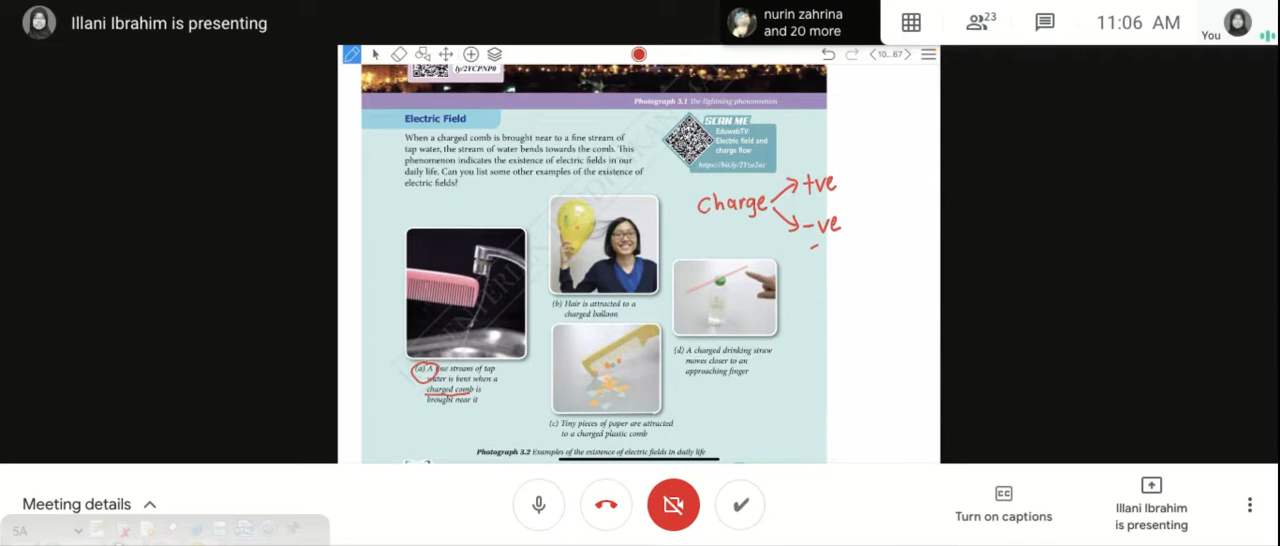 Illani Ibrahim is presenting
nurin zahrina
and 20 more
23
11:06 AM
You
10...67
ly/2YCPNP0
Photograph 3.1 The lightning phenomenon
Electric Field
When a charged comb is brought near to a fine stream of
tap water, the stream of water bends towards the comb. This
phenomenon indicates the existence of electric fields in our
daily life. Can you list some other examples of the existence of
electric fields?
SCAN ME
EduwebTV:
Electric field and
charge flow
Charge
+ve
-ve
(a) A fine stream of tap
water is bent when a
charged comb is
brought near it
(b) Hair is attracted to a
charged balloon
(c) Tiny pieces of paper are attracted
to a charged plastic comb
(d) A charged drinking straw
moves closer to an
approaching finger
Photograph 3.2 Examples of the existence of electric fields in daily life
Meeting details
CC
Turn on captions
Illani Ibrahim
is presenting
5A